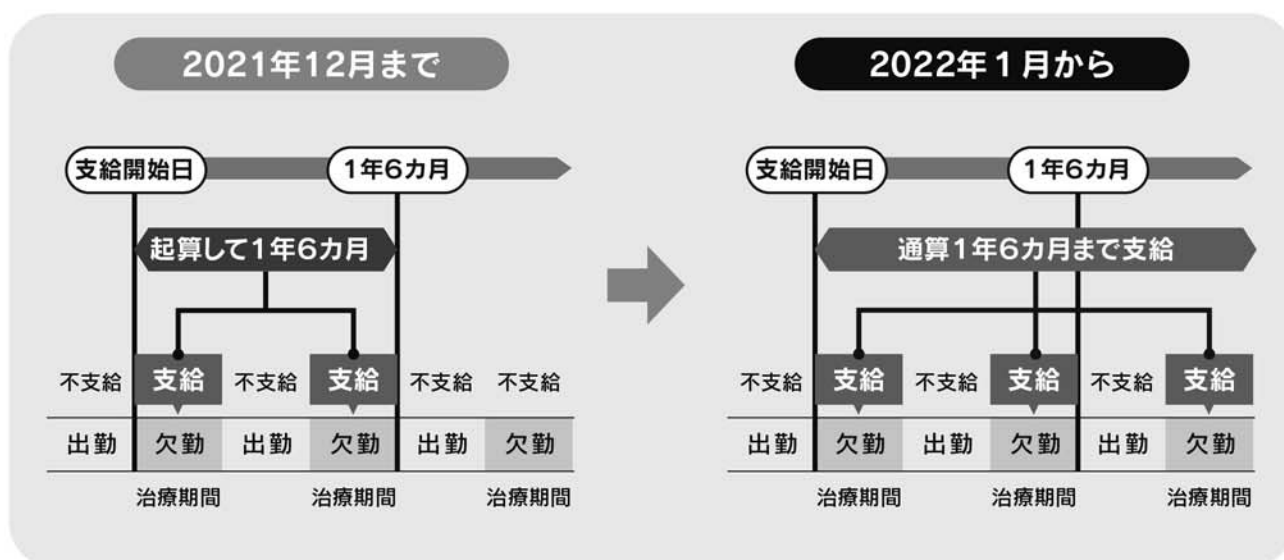 2021年12月まで
支給開始日
1年6カ月
起算して1年6カ月
不支給 支給 不支給 支給 不支給 不支給
出勤 欠勤 出勤 欠勤 出勤 欠勤
治療期間 治療期間 治療期間
2022年1月から
支給開始日
1年6カ月
通算1年6カ月まで支給
不支給 支給 不支給 支給 不支給 支給
出勤 欠勤 出勤 欠勤 出勤 欠勤
治療期間 治療期間 治療期間